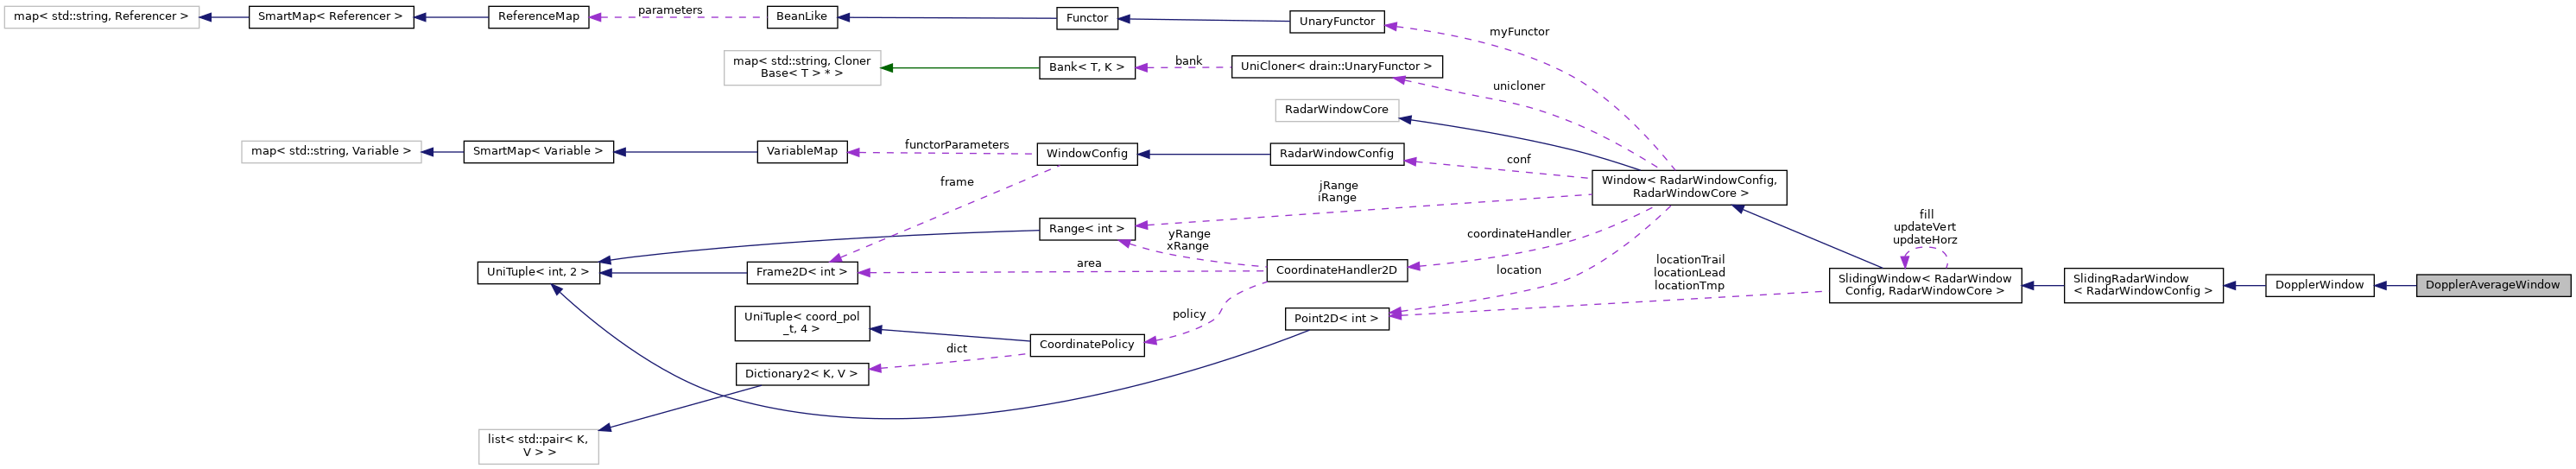 map< std::string, Referencer >
SmartMap< Referencer >
ReferenceMap
parameters
BeanLike
Functor
UnaryFunctor
myFunctor
map< std::string, Cloner
Base< T > * >
Bank< T, K >
bank
UniCloner< drain::UnaryFunctor >
unicloner
RadarWindowCore
map< std::string, Variable >
SmartMap< Variable >
VariableMap
functorParameters
WindowConfig
RadarWindowConfig
conf
frame
Window< RadarWindowConfig,
RadarWindowCore >
jRange
iRange
Range< int >
yRange
xRange
coordinateHandler
fill
updateVert
updateHorz
UniTuple< int, 2 >
Frame2D< int >
area
CoordinateHandler2D
location
locationTrail
locationLead
locationTmp
SlidingWindow< RadarWindow
Config, RadarWindowCore >
SlidingRadarWindow
< RadarWindowConfig >
DopplerWindow
DopplerAverageWindow
UniTuple< coord_pol
_t, 4 >
policy
Point2D< int >
CoordinatePolicy
dict
Dictionary2< K, V >
list< std::pair< K,
V > >